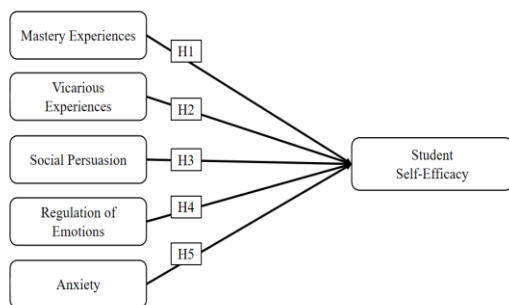 Mastery Experiences
H1
Vicarious
Experiences
H2
Social Persuasion
H3
Student
Self-Efficacy
Regulation of
Emotions
H4
Anxiety
H5